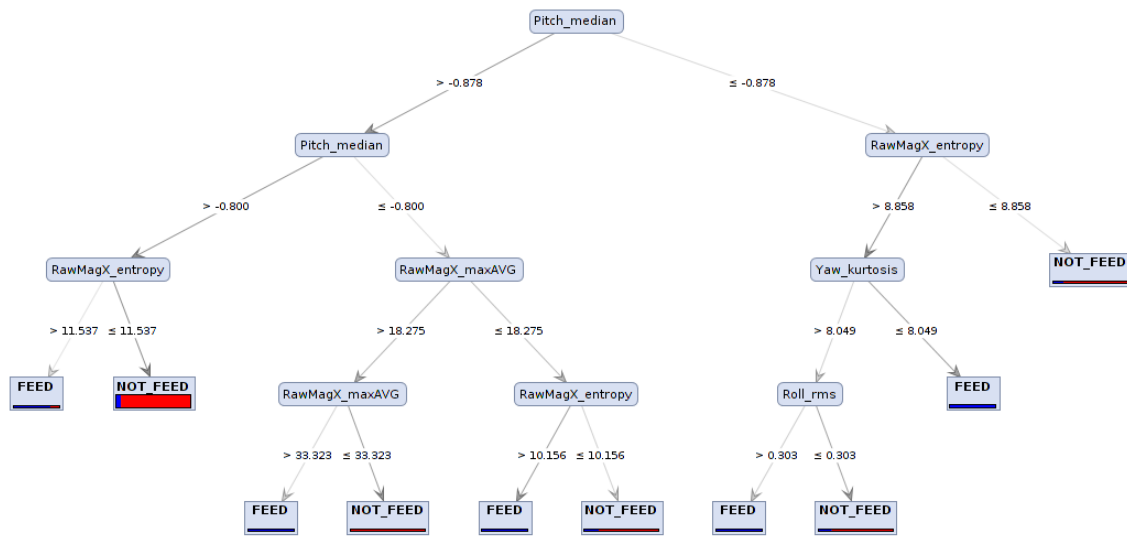 Pitch_median
> -0.878
≤ -0.878
Pitch_median
RawMagX_entropy
> -0.800
≤ -0.800
> 8.858
≤ 8.858
RawMagX_entropy
RawMagX_maxAVG
Yaw_kurtosis
NOT_FEED
> 11.537
≤ 11.537
> 18.275
≤ 18.275
> 8.049
≤ 8.049
FEED
NOT_FEED
RawMagX_maxAVG
RawMagX_entropy
Roll_rms
FEED
> 33.323
≤ 33.323
> 10.156
≤ 10.156
> 0.303
≤ 0.303
FEED
NOT_FEED
FEED
NOT_FEED
FEED
NOT_FEED